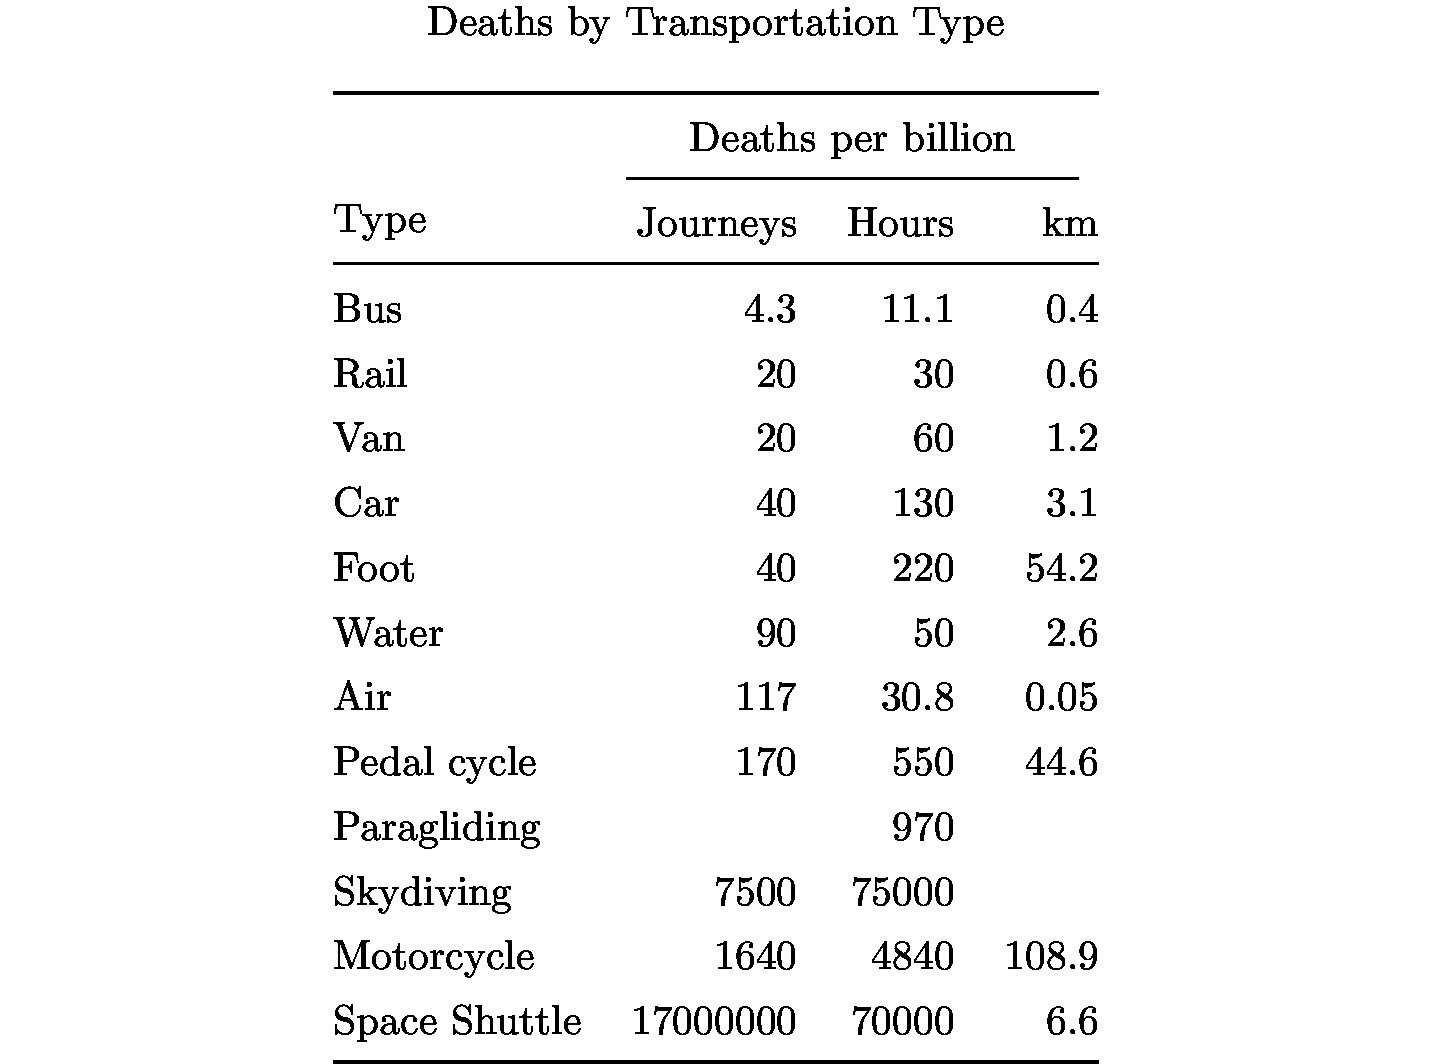 Deaths by Transportation Type
Deaths per billion
Type Journeys Hours km
Bus 4.3 11.1 0.4
Rail 20 30 0.6
Van 20 60 1.2
Car 40 130 3.1
Foot 40 220 54.2
Water 90 50 2.6
Air 117 30.8 0.05
Pedal cycle 170 550 44.6
Paragliding 970
Skydiving 7500 75000
Motorcycle 1640 4840 108.9
Space Shuttle 17000000 70000 6.6